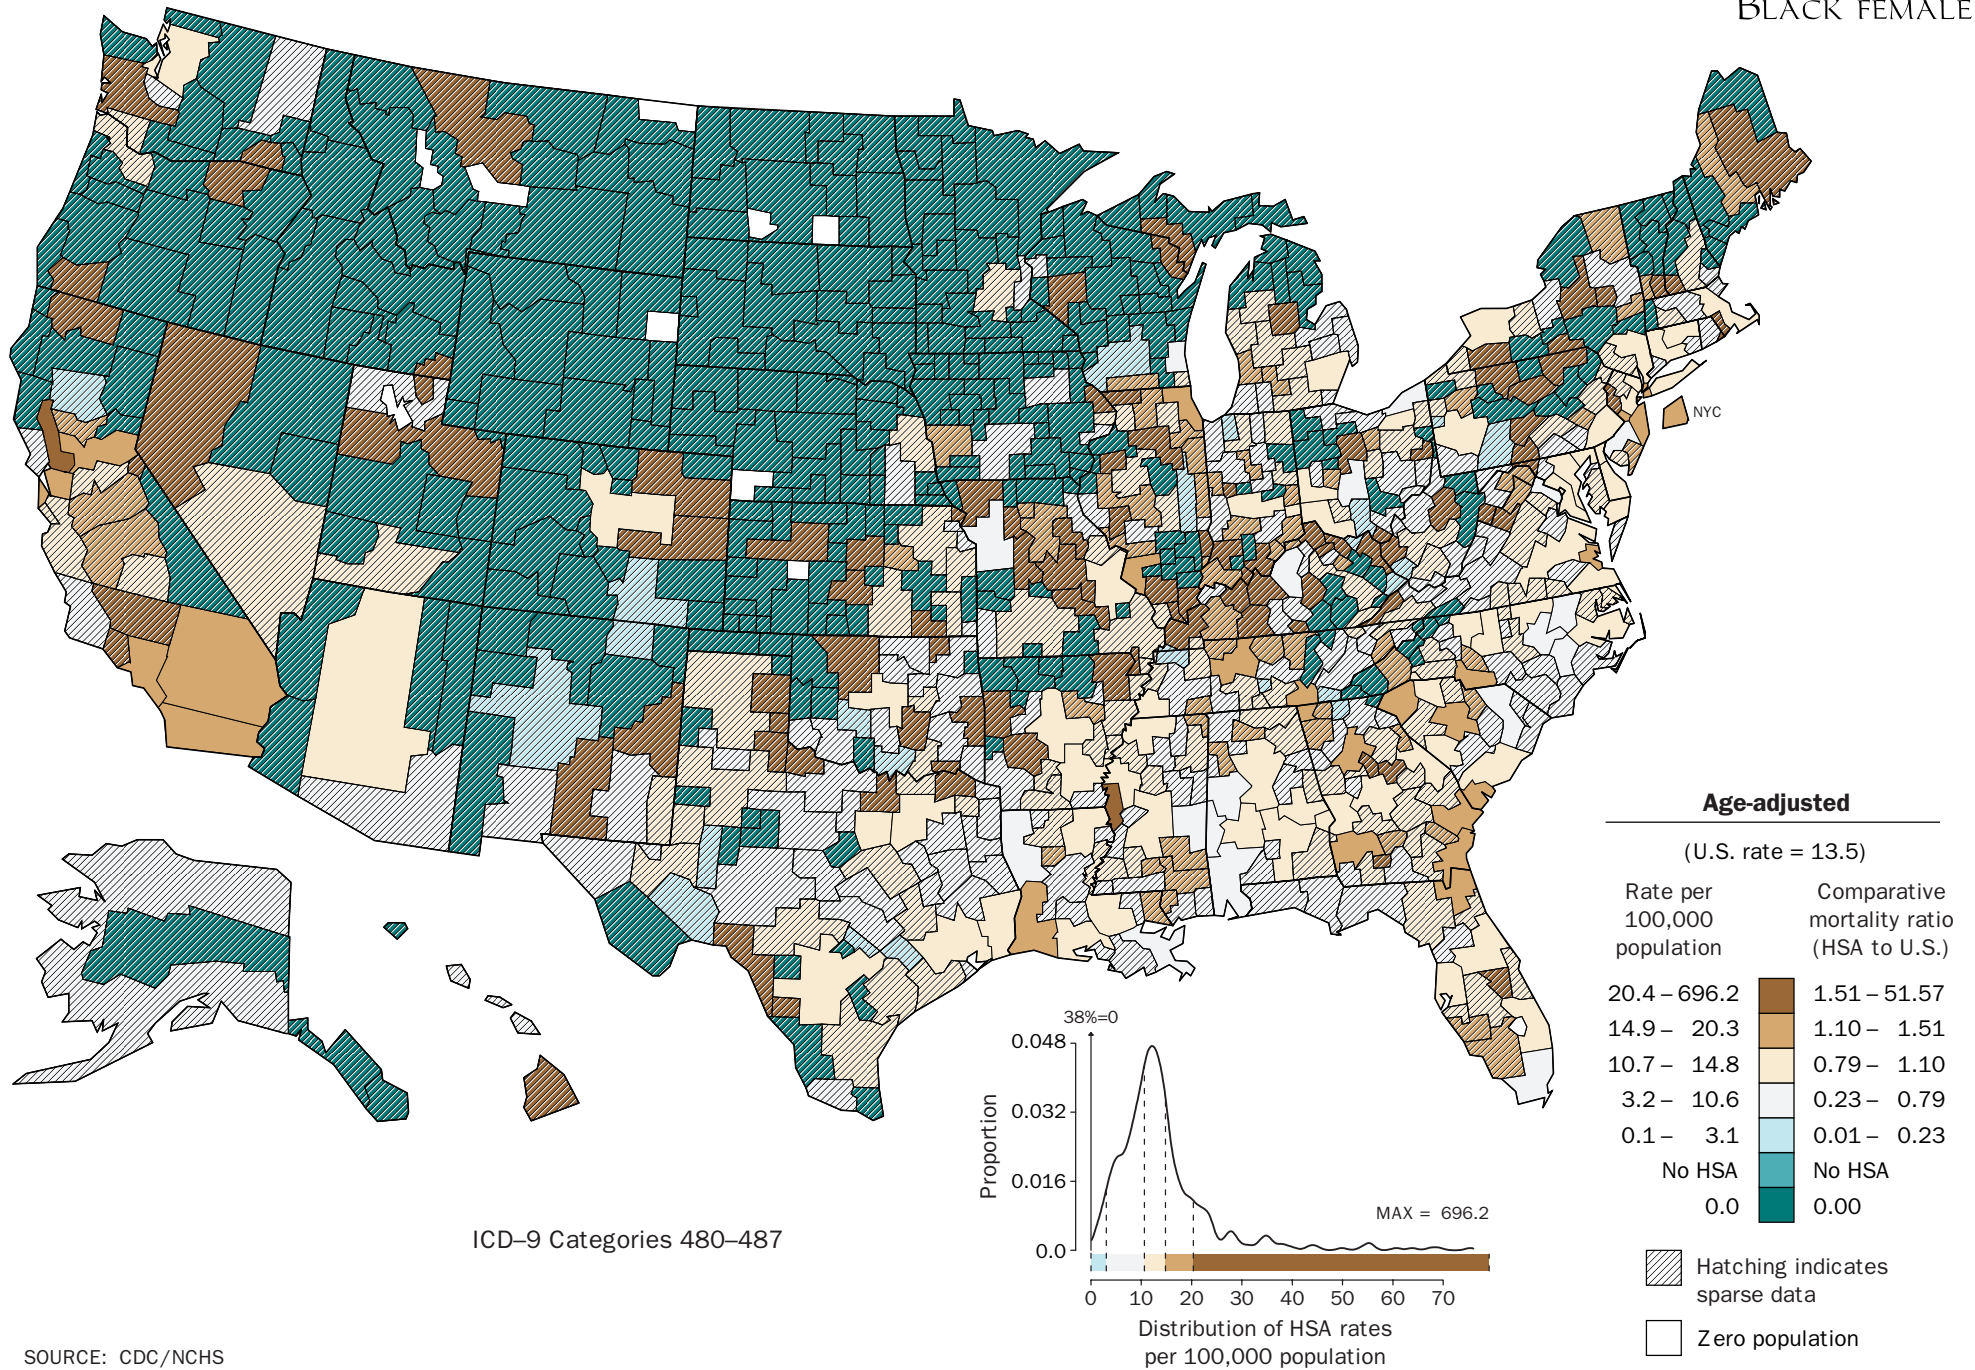 BLACK FEMALE
NYC
Age-adjusted
(U.S. rate = 13.5)
Rate per
100,000
population
Comparative
mortality ratio
(HSA to U.S.)
20.4 – 696.2 1.51 – 51.57
14.9 – 20.3 1.10 – 1.51
10.7 – 14.8 0.79 – 1.10
3.2 – 10.6 0.23 – 0.79
0.1 – 3.1 0.01 – 0.23
No HSA No HSA
0.0 0.00
Hatching indicates
sparse data
Zero population
38%=0
0.048
0.032
0.016
0.0
Proportion
MAX = 696.2
0 10 20 30 40 50 60 70
Distribution of HSA rates
per 100,000 population
ICD–9 Categories 480–487
SOURCE: CDC/NCHS